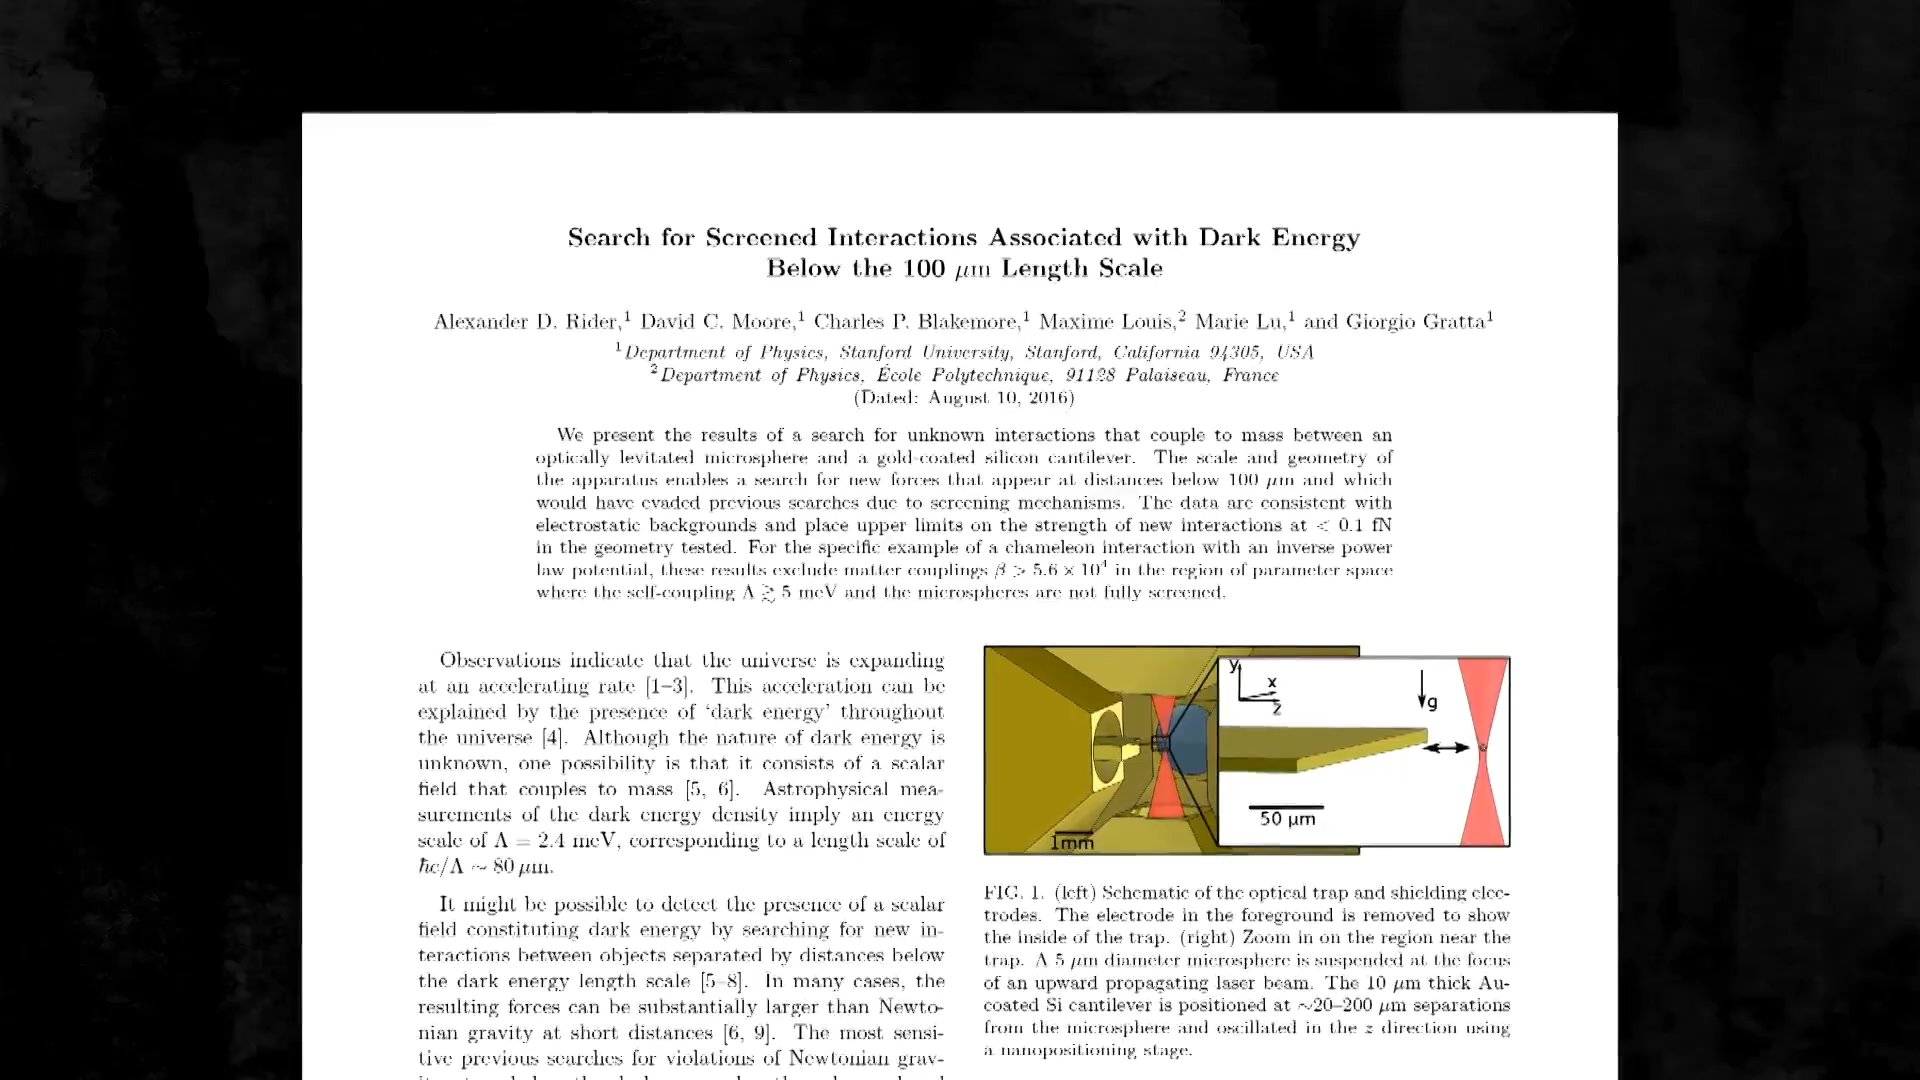 Search for Screened Interactions Associated with Dark Energy
Below the 100 μm Length Scale
Alexander D. Rider,¹ David C. Moore,¹ Charles P. Blakemore,¹ Maxime Louis,² Marie Lu,¹ and Giorgio Gratta¹
¹Department of Physics, Stanford University, Stanford, California 94305, USA
²Department of Physics, École Polytechnique, 91128 Palaiseau, France
(Dated: August 10, 2016)
We present the results of a search for unknown interactions that couple to mass between an
optically levitated microsphere and a gold-coated silicon cantilever. The scale and geometry of
the apparatus enables a search for new forces that appear at distances below 100 μm and which
would have evaded previous searches due to screening mechanisms. The data are consistent with
electrostatic backgrounds and place upper limits on the strength of new interactions at < 0.1 fN
in the geometry tested. For the specific example of a chameleon interaction with an inverse power
law potential, these results exclude matter couplings β > 5.6 × 10⁴ in the region of parameter space
where the self-coupling Λ ≳ 5 meV and the microspheres are not fully screened.
Observations indicate that the universe is expanding
at an accelerating rate [1–3]. This acceleration can be
explained by the presence of ‘dark energy’ throughout
the universe [4]. Although the nature of dark energy is
unknown, one possibility is that it consists of a scalar
field that couples to mass [5, 6]. Astrophysical mea-
surements of the dark energy density imply an energy
scale of Λ = 2.4 meV, corresponding to a length scale of
ħc/Λ ∼ 80 μm.
It might be possible to detect the presence of a scalar
field constituting dark energy by searching for new in-
teractions between objects separated by distances below
the dark energy length scale [5–8]. In many cases, the
resulting forces can be substantially larger than Newto-
nian gravity at short distances [6, 9]. The most sensi-
tive previous searches for violations of Newtonian grav-
y
x
z
g
50 μm
1mm
FIG. 1. (left) Schematic of the optical trap and shielding elec-
trodes. The electrode in the foreground is removed to show
the inside of the trap. (right) Zoom in on the region near the
trap. A 5 μm diameter microsphere is suspended at the focus
of an upward propagating laser beam. The 10 μm thick Au-
coated Si cantilever is positioned at ∼20–200 μm separations
from the microsphere and oscillated in the z direction using
a nanopositioning stage.